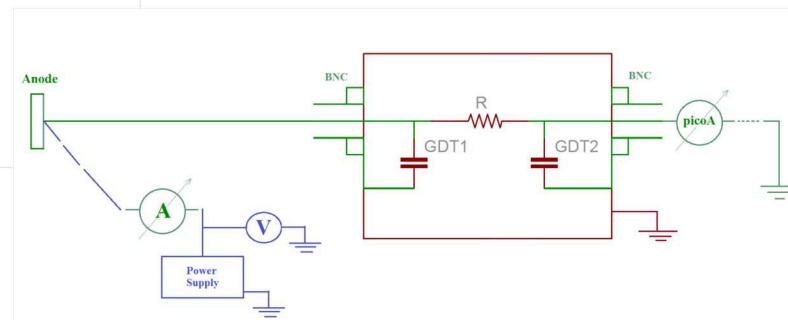 Anode
BNC
BNC
R
picoA
GDT1
GDT2
A
V
Power
Supply